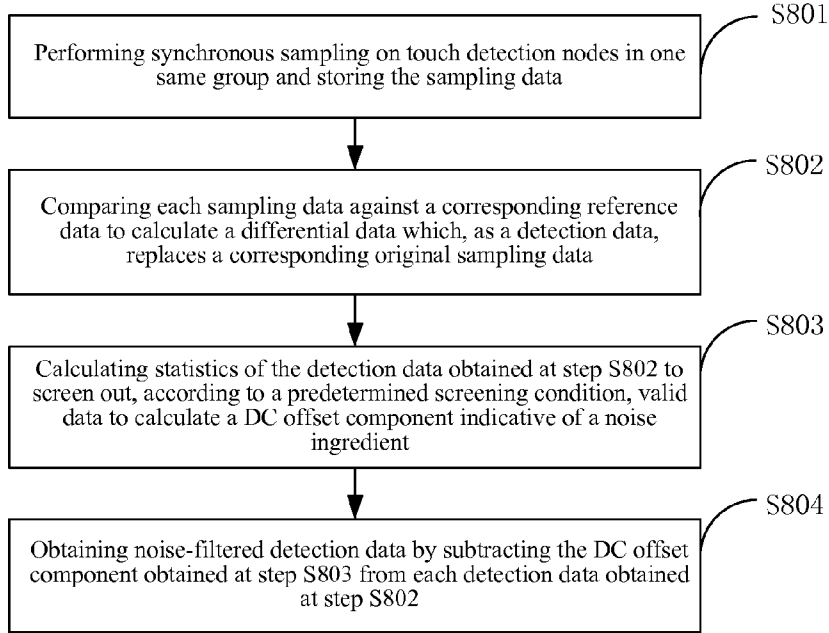 S801
Performing synchronous sampling on touch detection nodes in one
same group and storing the sampling data
S802
Comparing each sampling data against a corresponding reference
data to calculate a differential data which, as a detection data,
replaces a corresponding original sampling data
S803
Calculating statistics of the detection data obtained at step S802 to
screen out, according to a predetermined screening condition, valid
data to calculate a DC offset component indicative of a noise
ingredient
S804
Obtaining noise-filtered detection data by subtracting the DC offset
component obtained at step S803 from each detection data obtained
at step S802